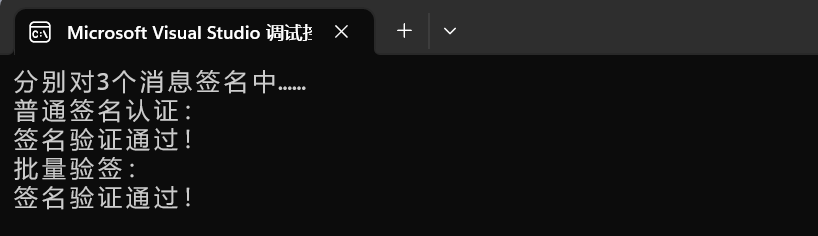 Microsoft Visual Studio 调试
分别对3个消息签名中……
普通签名认证:
签名验证通过!
批量验签:
签名验证通过!